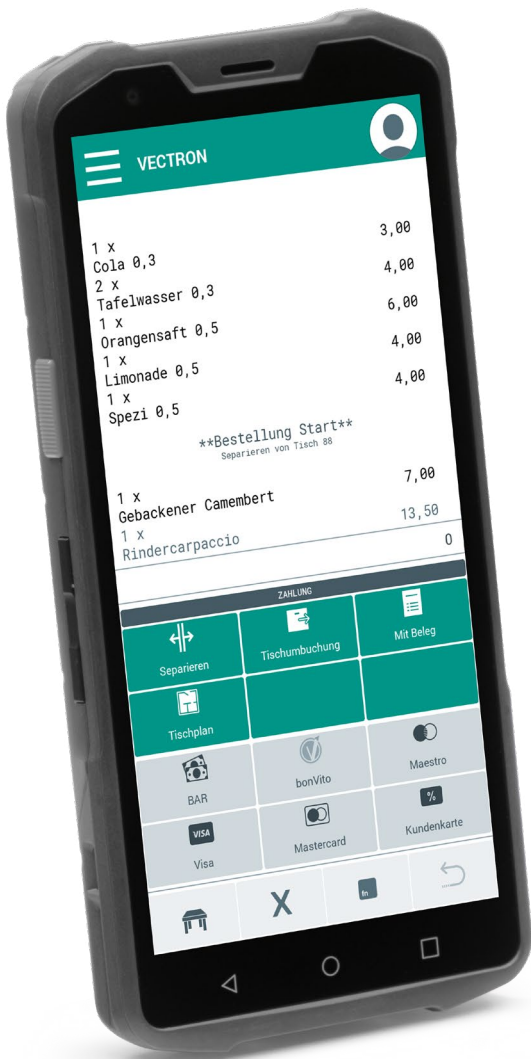 VECTRON
1 x
Cola 0,3 3,00
2 x
Tafelwasser 0,3 4,00
1 x
Orangensaft 0,5 6,00
1 x
Limonade 0,5 4,00
1 x
Spezi 0,5 4,00
**Bestellung Start**
Separieren von Tisch 88
1 x
Gebackener Camembert 7,00
1 x
Rindercarpaccio 13,50
0
ZAHLUNG
Separieren Tischumbuchung Mit Beleg
Tischplan
BAR bonVito Maestro
VISA %
Visa Mastercard Kundenkarte
X fn